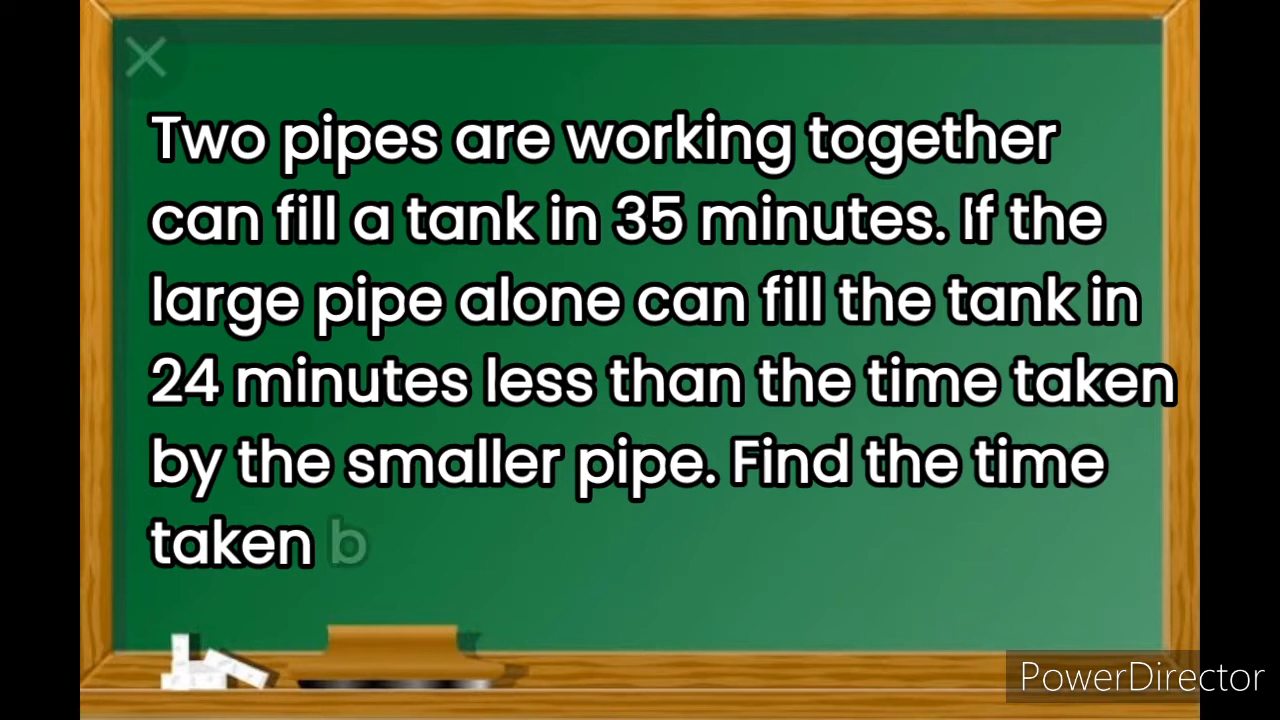 Two pipes are working together
can fill a tank in 35 minutes. If the
large pipe alone can fill the tank in
24 minutes less than the time taken
by the smaller pipe. Find the time
taken b
PowerDirector